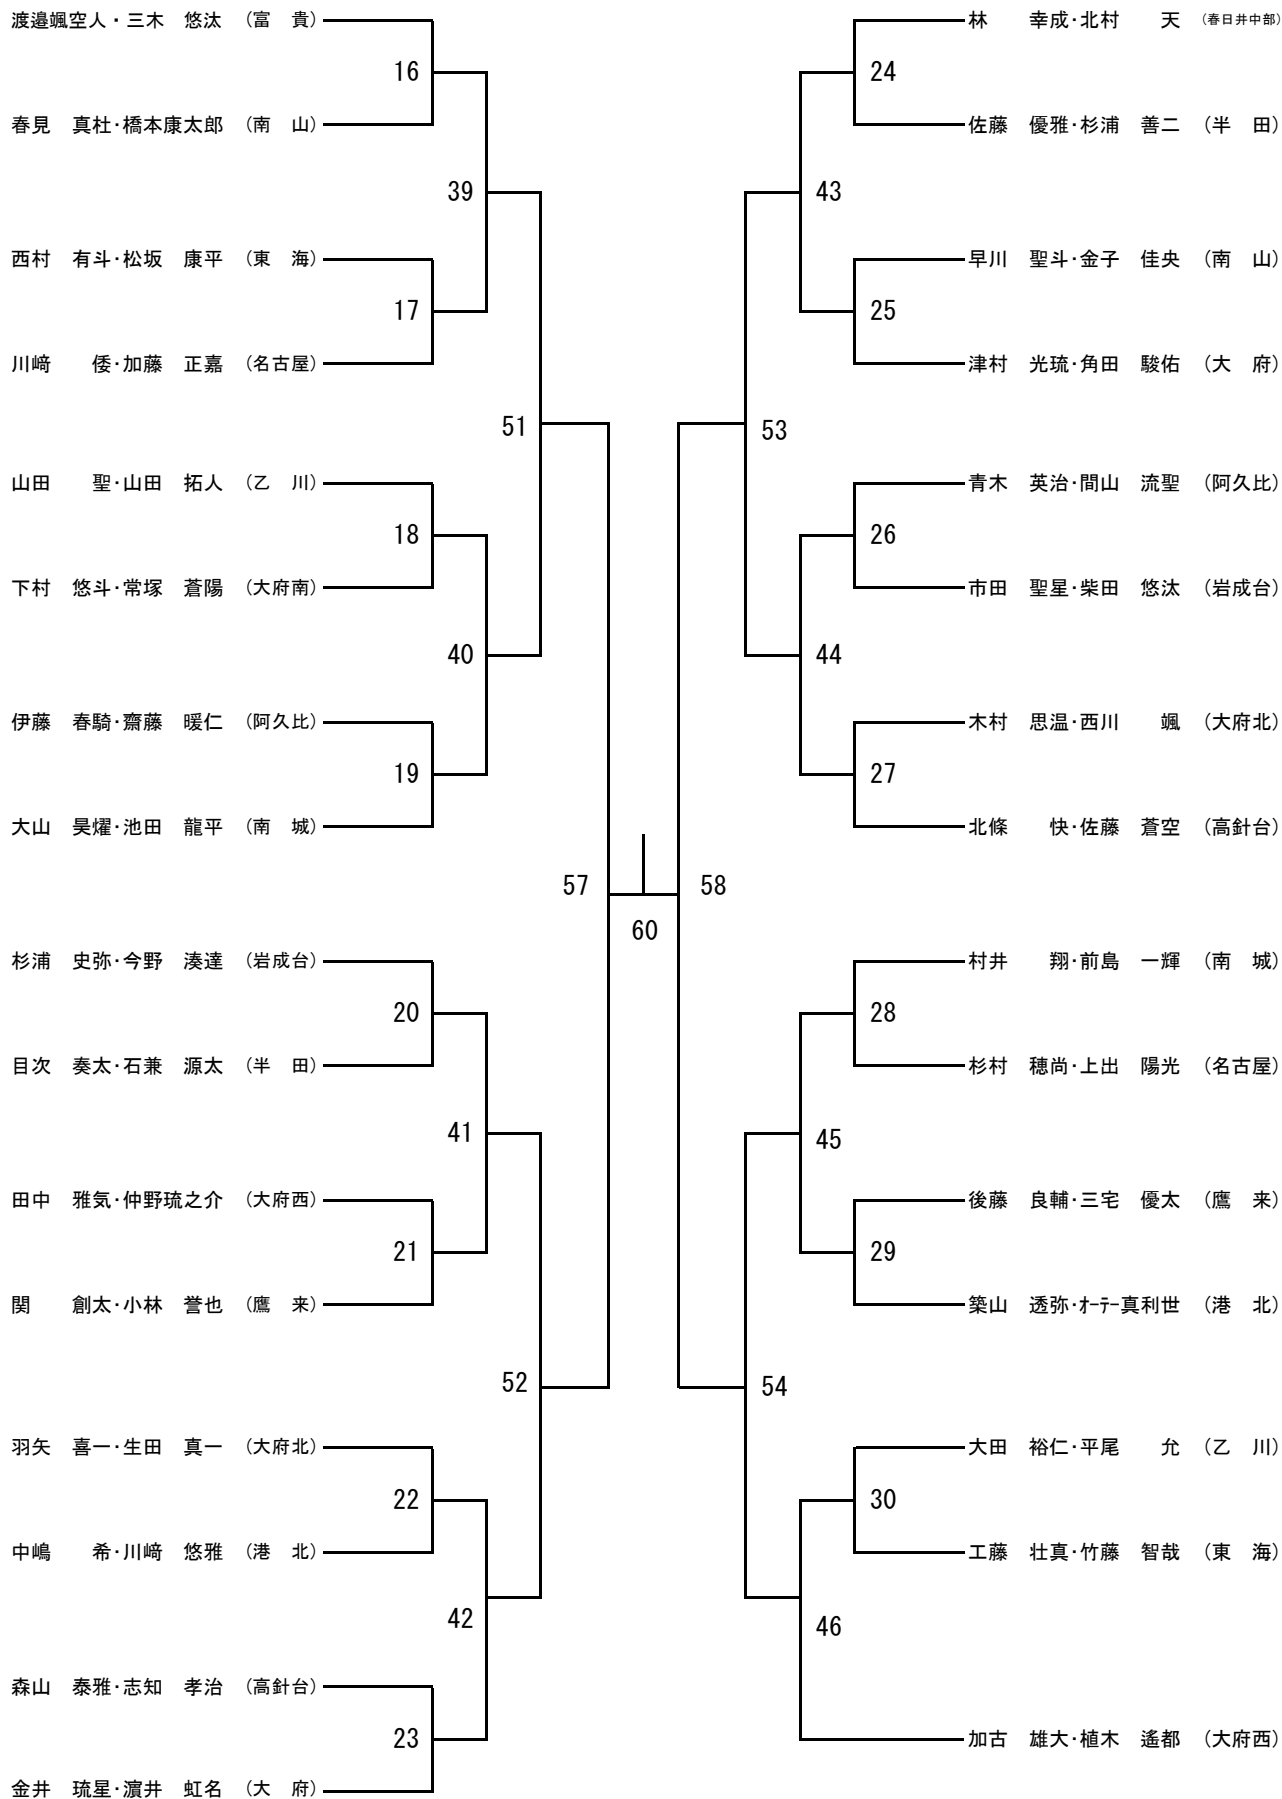 渡邉颯空人・三木　悠汰　（富　貴）
16
春見　真杜・橋本康太郎　（南　山）
39
西村　有斗・松坂　康平　（東　海）
17
川﨑　　倭・加藤　正嘉　（名古屋）
51
山田　　聖・山田　拓人　（乙　川）
18
下村　悠斗・常塚　蒼陽　（大府南）
40
伊藤　春騎・齋藤　暖仁　（阿久比）
19
大山　昊燿・池田　龍平　（南　城）
57
杉浦　史弥・今野　湊達　（岩成台）
20
目次　奏太・石兼　源太　（半　田）
41
田中　雅気・仲野琉之介　（大府西）
21
関　　創太・小林　誉也　（鷹　来）
52
羽矢　喜一・生田　真一　（大府北）
22
中嶋　　希・川﨑　悠雅　（港　北）
42
森山　泰雅・志知　孝治　（高針台）
23
金井　琉星・濵井　虹名　（大　府）
60
林　　幸成・北村　　天　（春日井中部）
24
佐藤　優雅・杉浦　善二　（半　田）
43
早川　聖斗・金子　佳央　（南　山）
25
津村　光琉・角田　駿佑　（大　府）
53
青木　英治・間山　流聖　（阿久比）
26
市田　聖星・柴田　悠汰　（岩成台）
44
木村　思温・西川　　颯　（大府北）
27
北條　　快・佐藤　蒼空　（高針台）
58
村井　　翔・前島　一輝　（南　城）
28
杉村　穂尚・上出　陽光　（名古屋）
45
後藤　良輔・三宅　優太　（鷹　来）
29
築山　透弥・ｵｰﾃｰ真利世　（港　北）
54
大田　裕仁・平尾　　允　（乙　川）
30
工藤　壮真・竹藤　智哉　（東　海）
46
加古　雄大・植木　遙都　（大府西）